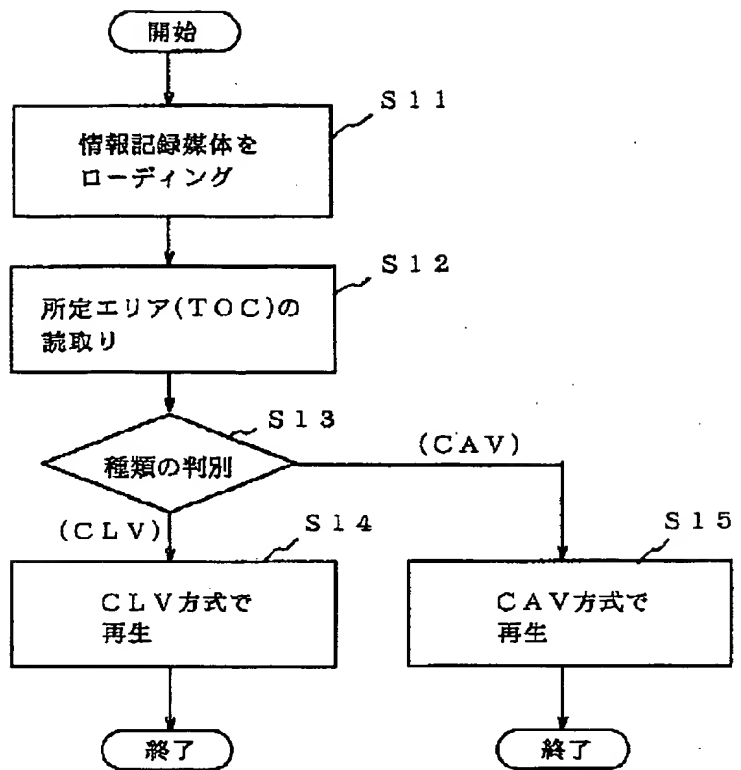 開始
S11
情報記録媒体を
ローディング
S12
所定エリア(TOC)の
読取り
S13
種類の判別
(CAV)
(CLV)
S14
CLV方式で
再生
S15
CAV方式で
再生
終了
終了